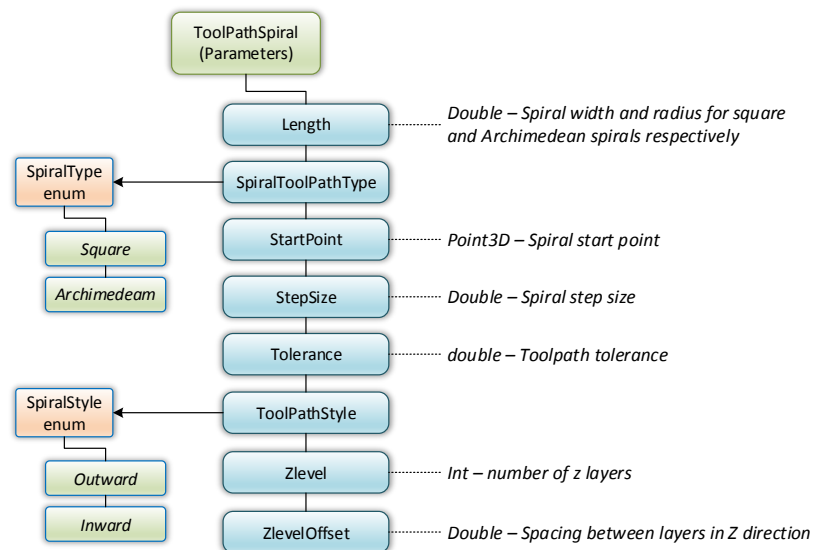 ToolPathSpiral
(Parameters)
Length
Double – Spiral width and radius for square
and Archimedean spirals respectively
SpiralType
enum
SpiralToolPathType
Square
Archimedeam
StartPoint
Point3D – Spiral start point
StepSize
Double – Spiral step size
Tolerance
double – Toolpath tolerance
SpiralStyle
enum
ToolPathStyle
Outward
Inward
Zlevel
Int – number of z layers
ZlevelOffset
Double – Spacing between layers in Z direction